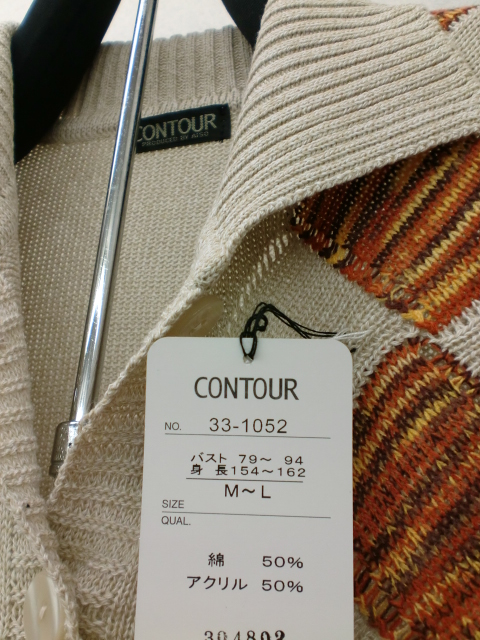 CONTOUR
CONTOUR
NO. 33-1052
バスト 79～ 94
身 長154～162
M～L
SIZE
QUAL.
綿 50%
アクリル 50%
304802